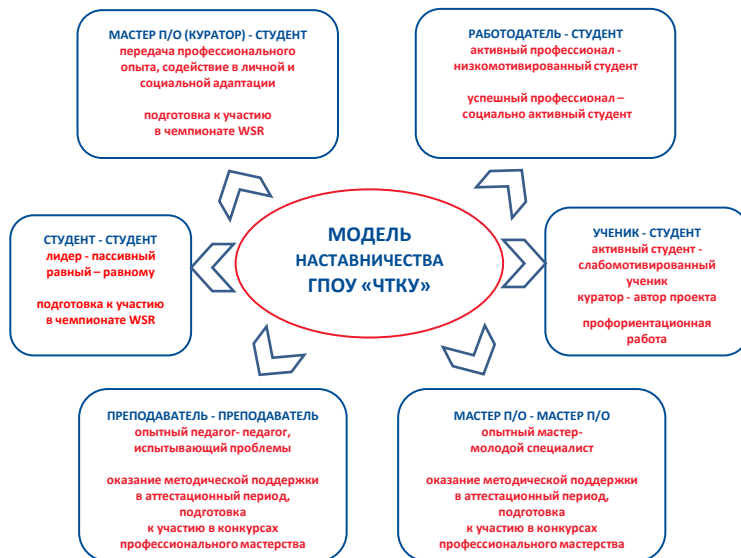 МАСТЕР П/О (КУРАТОР) - СТУДЕНТ
передача профессионального
опыта, содействие в личной и
социальной адаптации
подготовка к участию
в чемпионате WSR
РАБОТОДАТЕЛЬ - СТУДЕНТ
активный профессионал -
низкомотивированный студент
успешный профессионал –
социально активный студент
СТУДЕНТ - СТУДЕНТ
лидер - пассивный
равный – равному
подготовка к участию
в чемпионате WSR
МОДЕЛЬ
НАСТАВНИЧЕСТВА
ГПОУ «ЧТКУ»
УЧЕНИК - СТУДЕНТ
активный студент -
слабомотивированный
ученик
куратор - автор проекта
профориентационная
работа
ПРЕПОДАВАТЕЛЬ - ПРЕПОДАВАТЕЛЬ
опытный педагог- педагог,
испытывающий проблемы
оказание методической поддержки
в аттестационный период,
подготовка
к участию в конкурсах
профессионального мастерства
МАСТЕР П/О - МАСТЕР П/О
опытный мастер-
молодой специалист
оказание методической поддержки
в аттестационный период,
подготовка
к участию в конкурсах
профессионального мастерства